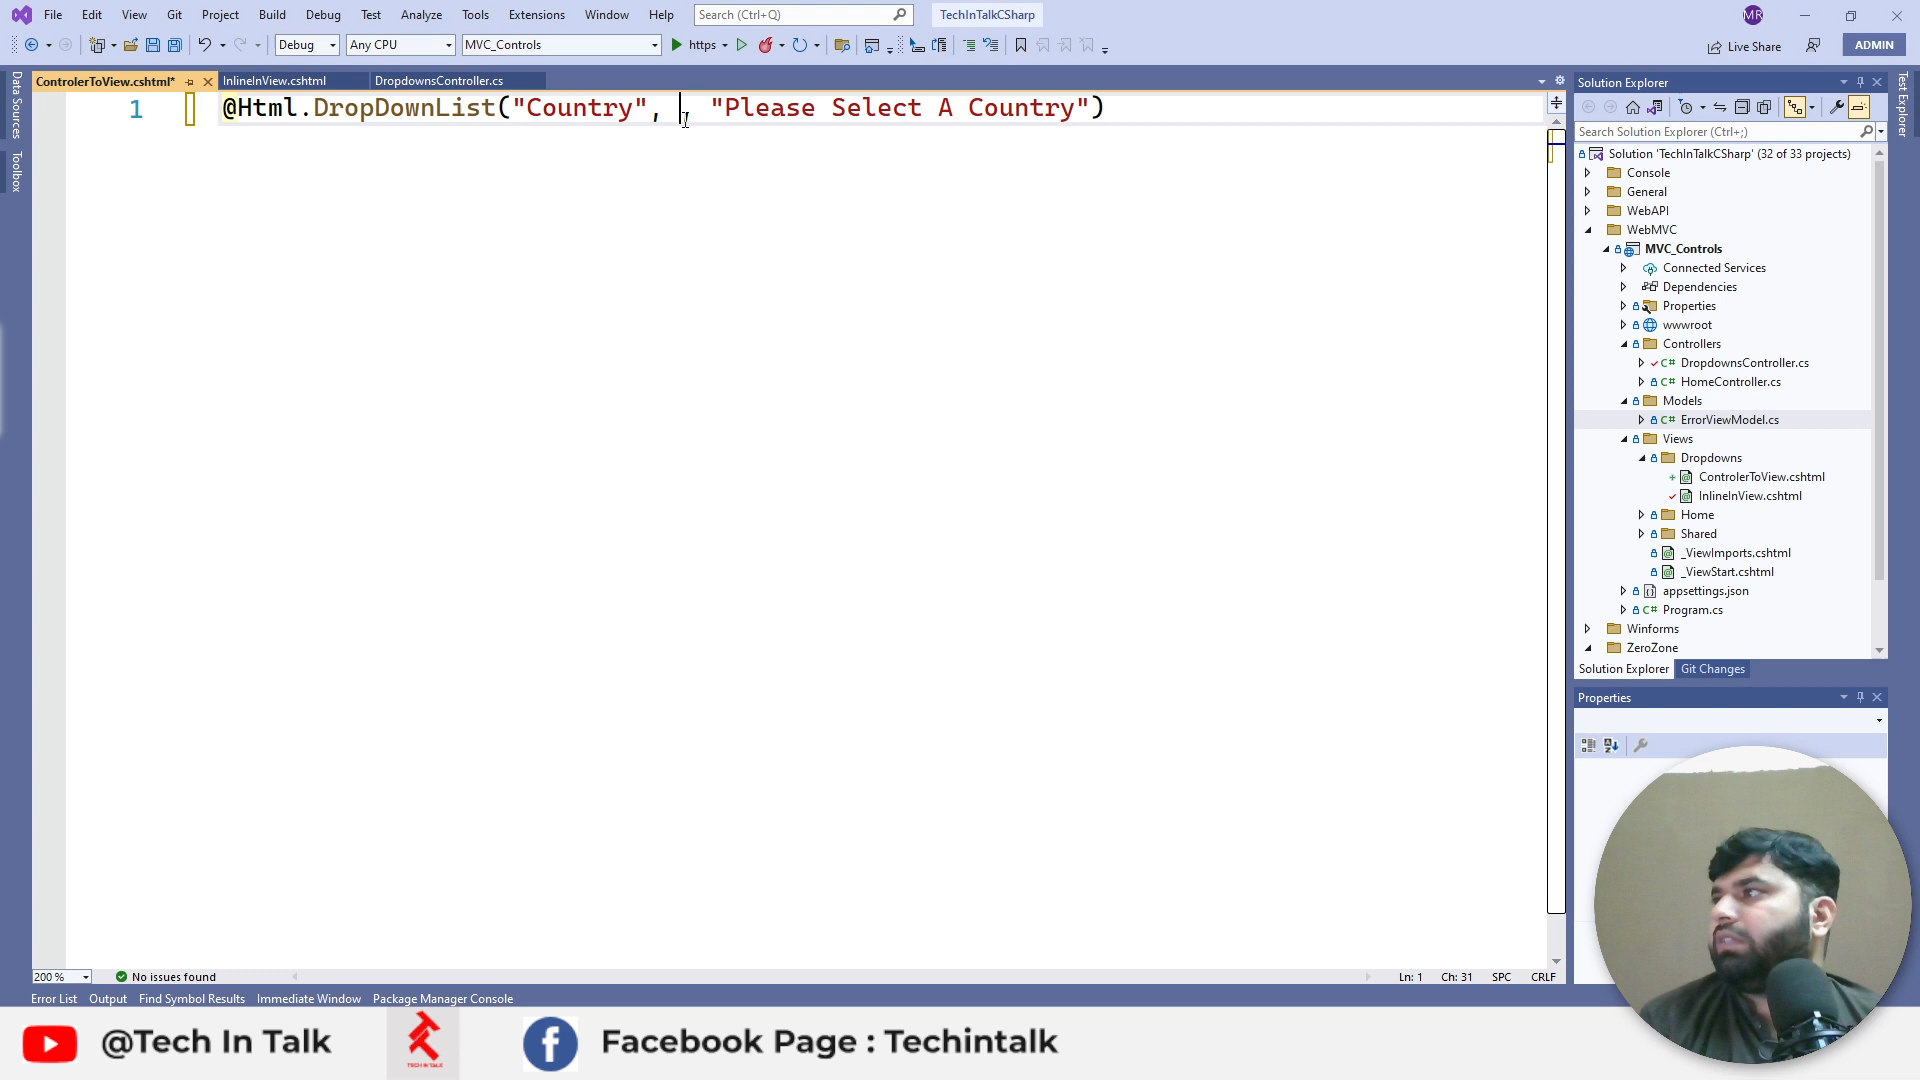 File Edit View Git Project Build Debug Test Analyze Tools Extensions Window Help Search (Ctrl+Q) TechInTalkCSharp MR
Debug Any CPU MVC_Controls https Live Share ADMIN
ControlerToView.cshtml* InlineInView.cshtml DropdownsController.cs
Data Sources
Toolbox
1 @Html.DropDownList("Country", , "Please Select A Country")
Solution Explorer
Search Solution Explorer (Ctrl+;)
Solution 'TechInTalkCSharp' (32 of 33 projects)
Console
General
WebAPI
WebMVC
MVC_Controls
Connected Services
Dependencies
Properties
wwwroot
Controllers
C# DropdownsController.cs
C# HomeController.cs
Models
C# ErrorViewModel.cs
Views
Dropdowns
ControlerToView.cshtml
InlineInView.cshtml
Home
Shared
_ViewImports.cshtml
_ViewStart.cshtml
appsettings.json
C# Program.cs
Winforms
ZeroZone
Solution Explorer Git Changes
Properties
Test Explorer
200 % No issues found Ln: 1 Ch: 31 SPC CRLF
Error List Output Find Symbol Results Immediate Window Package Manager Console
@Tech In Talk TECH IN TALK Facebook Page : Techintalk